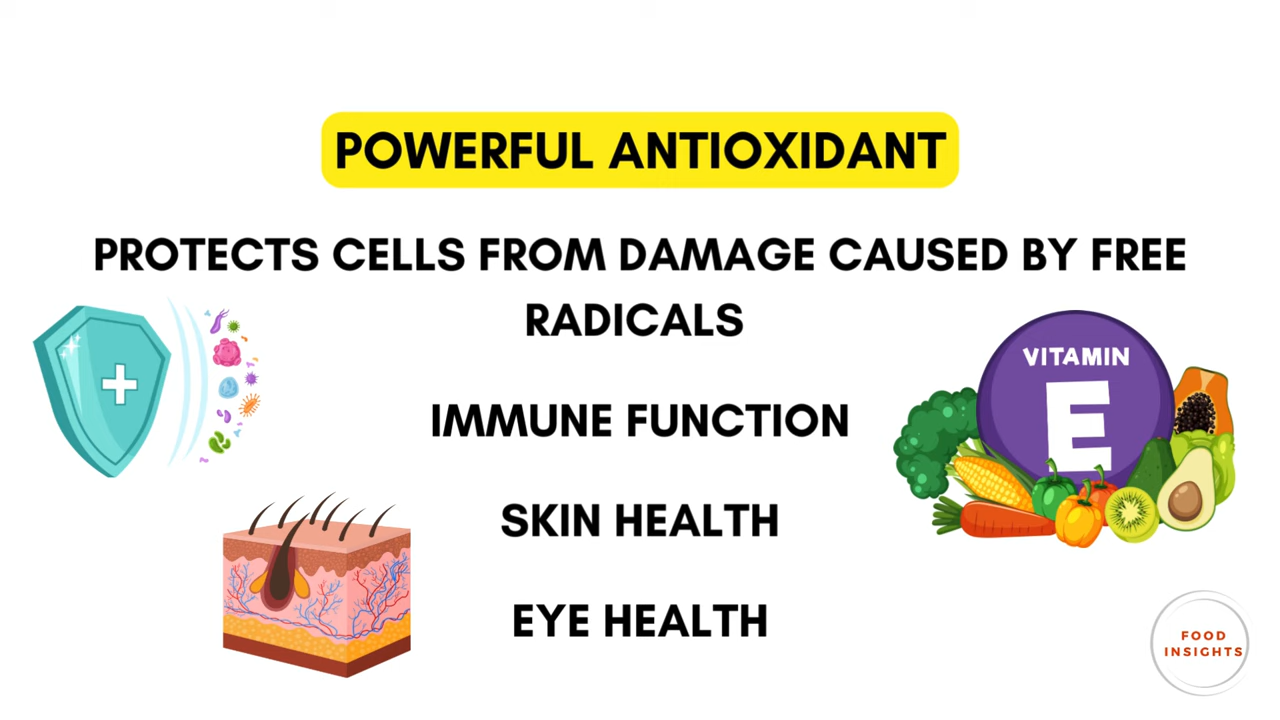 POWERFUL ANTIOXIDANT
PROTECTS CELLS FROM DAMAGE CAUSED BY FREE
RADICALS
IMMUNE FUNCTION
SKIN HEALTH
EYE HEALTH
VITAMIN
E
FOOD
INSIGHTS